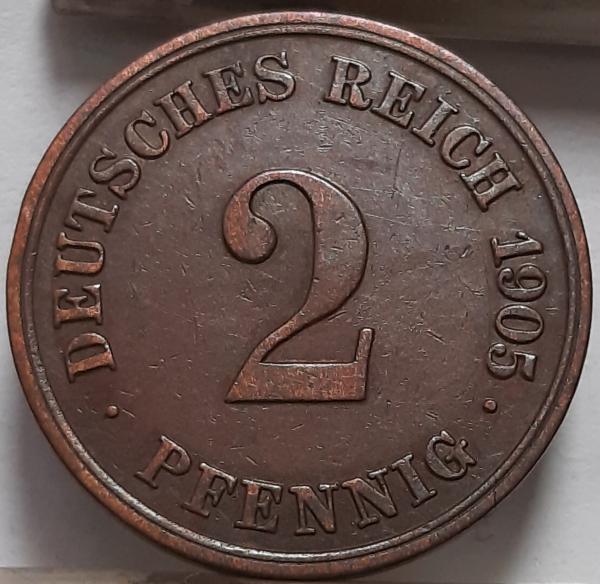 DEUTSCHES REICH 1905
2
PFENNIG